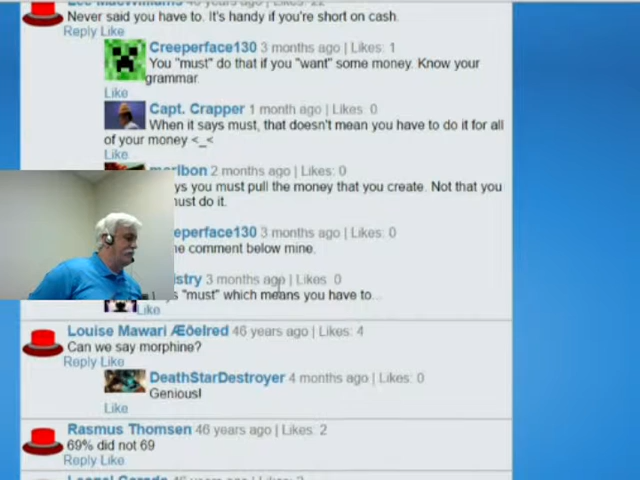 Never said you have to. It's handy if you're short on cash.
Reply Like
Creeperface130 3 months ago | Likes: 1
You "must" do that if you "want" some money. Know your
grammar.
Like
Capt. Crapper 1 month ago | Likes: 0
When it says must, that doesn't mean you have to do it for all
of your money <_<
Like
2 months ago | Likes: 0
you must pull the money that you create. Not that you
do it.
3 months ago | Likes: 0
comment below mine.
3 months ago | Likes: 0
"must" which means you have to..
Like
Louise Mawari Æðelred 46 years ago | Likes: 4
Can we say morphine?
Reply Like
DeathStarDestroyer 4 months ago | Likes: 0
Genious!
Like
Rasmus Thomsen 46 years ago | Likes: 2
69% did not 69
Reply Like